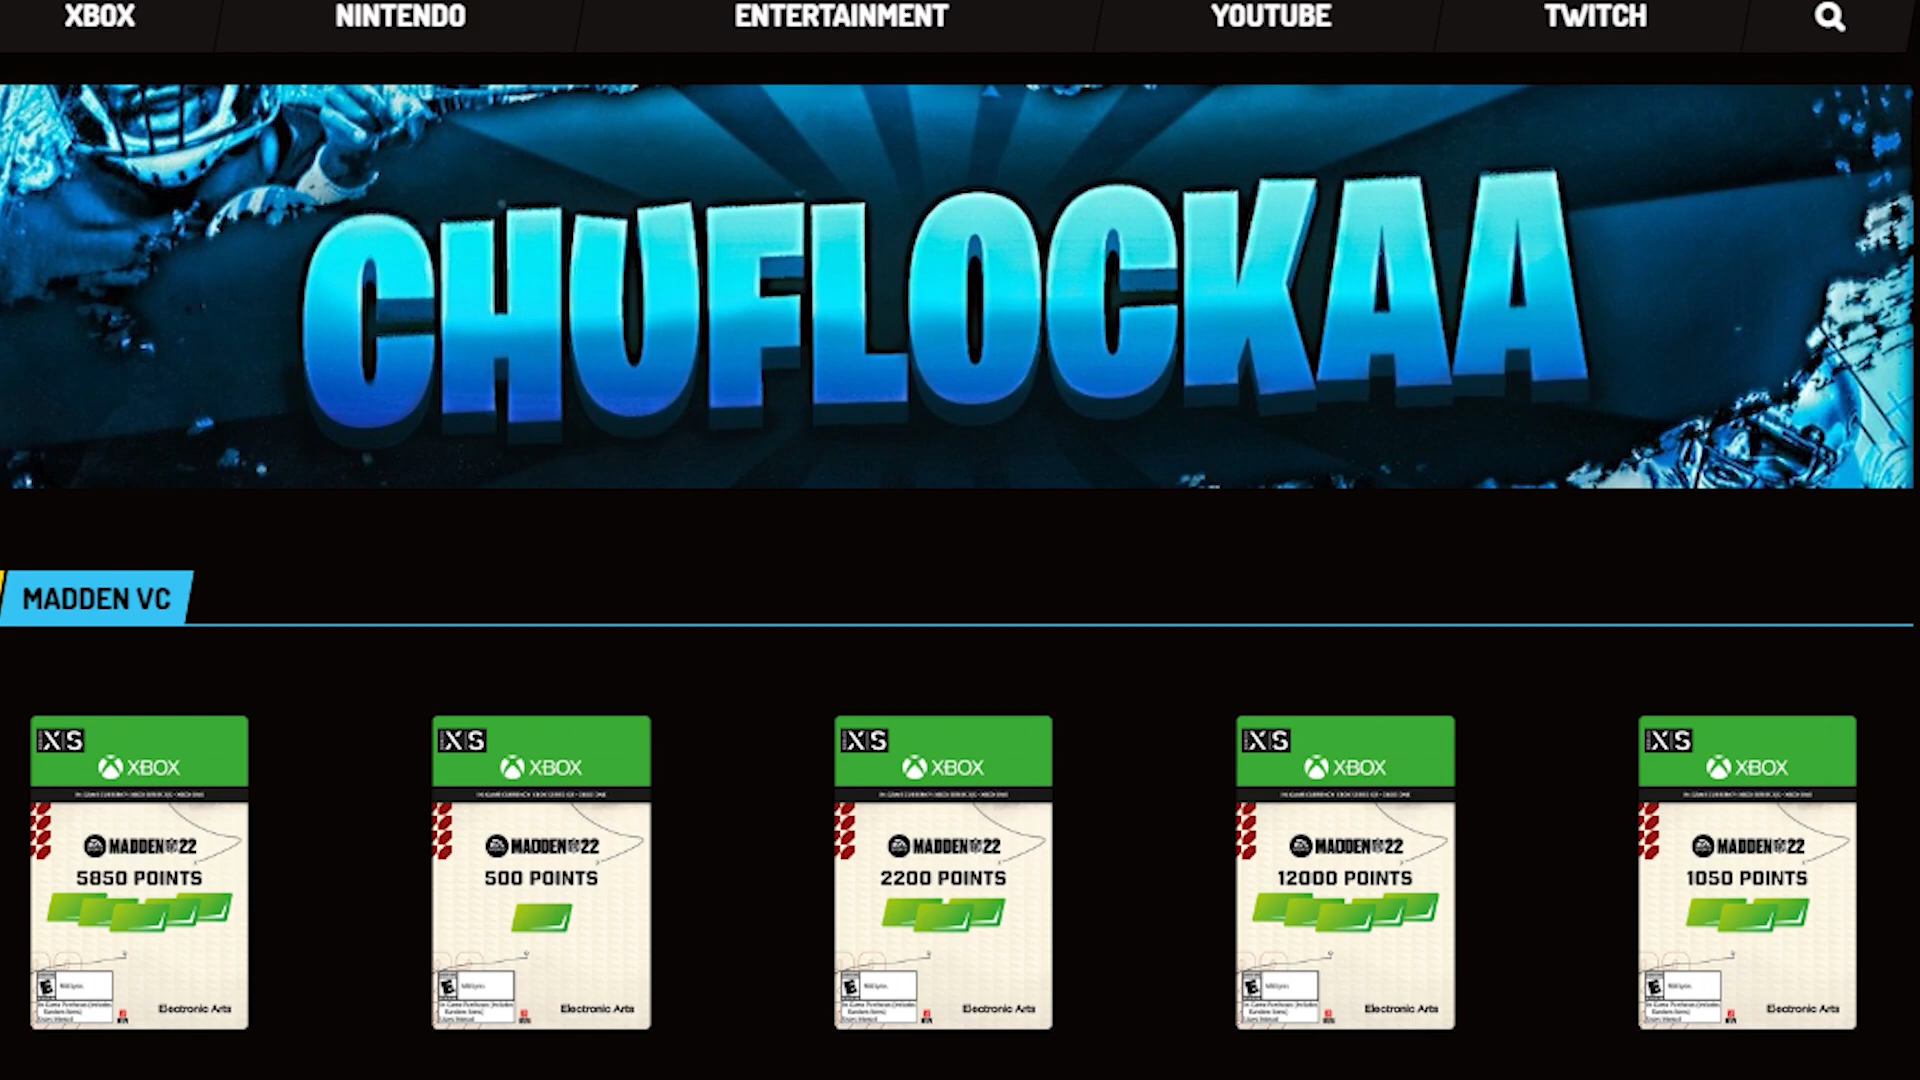 XBOX NINTENDO ENTERTAINMENT YOUTUBE TWITCH
CHUFLOCKAA
MADDEN VC
X|S X|S X|S X|S X|S
XBOX XBOX XBOX XBOX XBOX
MADDEN 22 MADDEN 22 MADDEN 22 MADDEN 22 MADDEN 22
5850 POINTS 500 POINTS 2200 POINTS 12000 POINTS 1050 POINTS
E E E E E
Electronic Arts Electronic Arts Electronic Arts Electronic Arts Electronic Arts